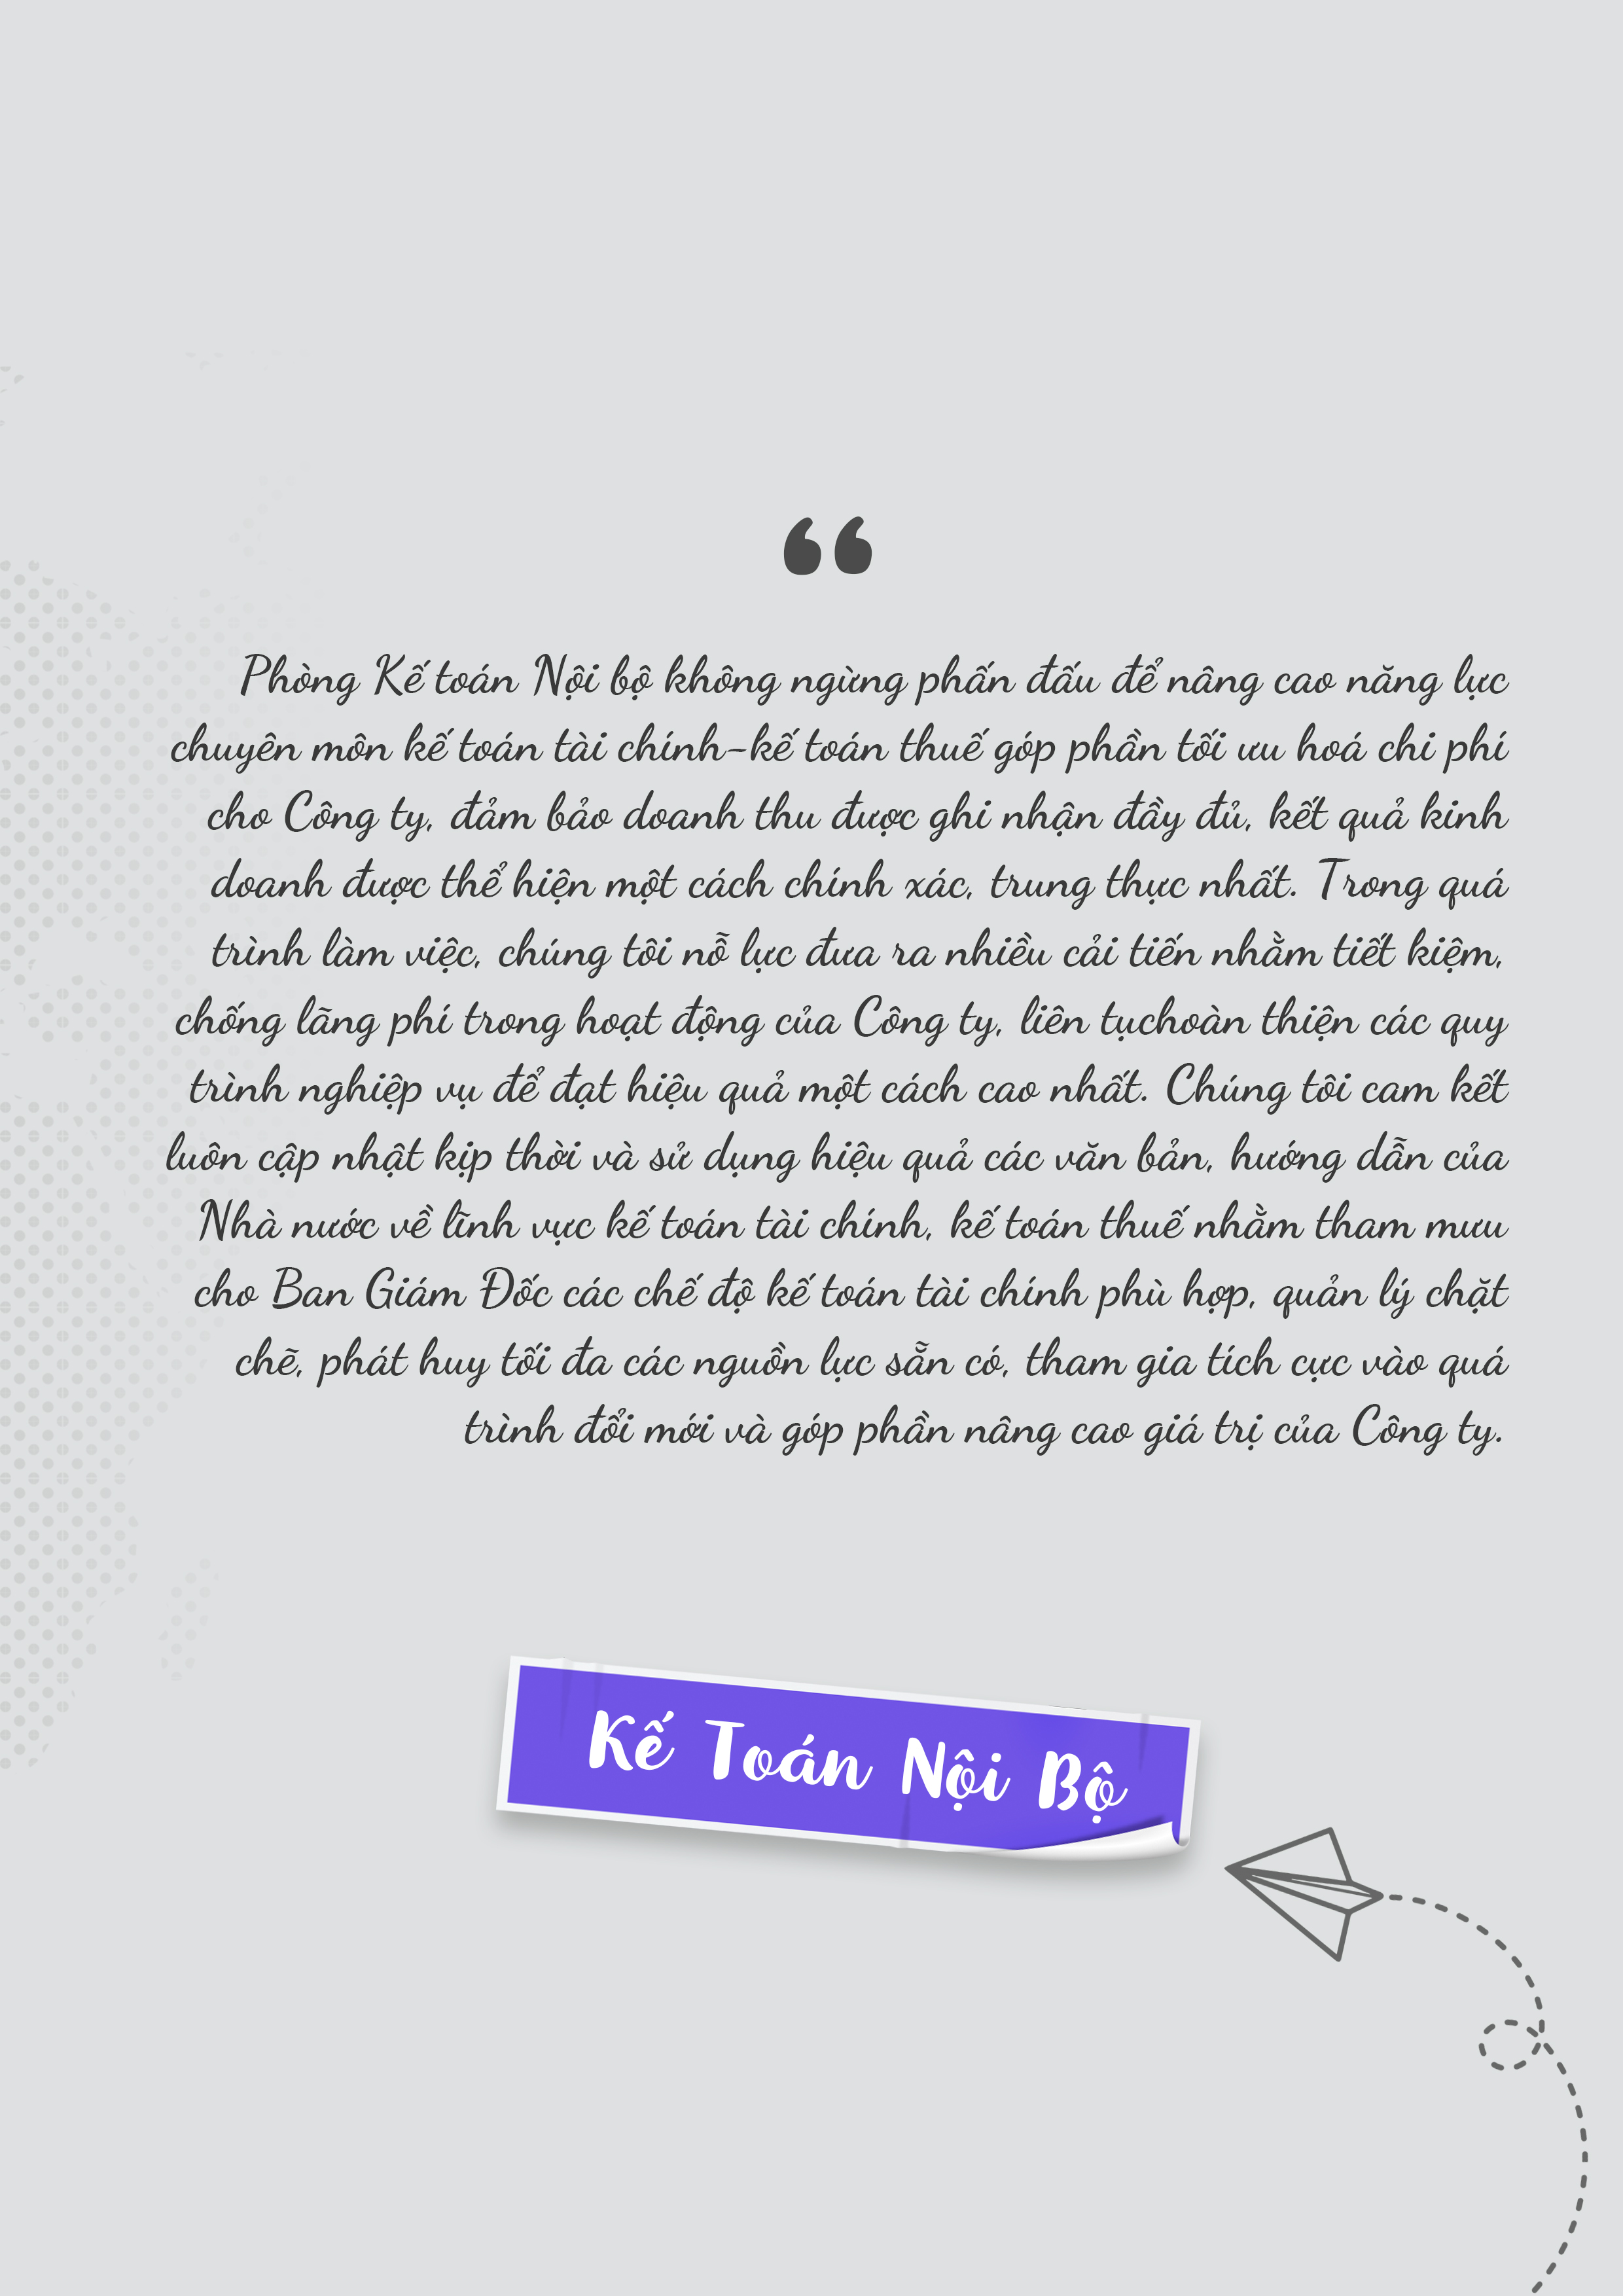 “
Phòng Kế toán Nội bộ không ngừng phấn đấu để nâng cao năng lực
chuyên môn kế toán tài chính-kế toán thuế góp phần tối ưu hoá chi phí
cho Công ty, đảm bảo doanh thu được ghi nhận đầy đủ, kết quả kinh
doanh được thể hiện một cách chính xác, trung thực nhất. Trong quá
trình làm việc, chúng tôi nỗ lực đưa ra nhiều cải tiến nhằm tiết kiệm,
chống lãng phí trong hoạt động của Công ty, liên tụchoàn thiện các quy
trình nghiệp vụ để đạt hiệu quả một cách cao nhất. Chúng tôi cam kết
luôn cập nhật kịp thời và sử dụng hiệu quả các văn bản, hướng dẫn của
Nhà nước về lĩnh vực kế toán tài chính, kế toán thuế nhằm tham mưu
cho Ban Giám Đốc các chế độ kế toán tài chính phù hợp, quản lý chặt
chẽ, phát huy tối đa các nguồn lực sẵn có, tham gia tích cực vào quá
trình đổi mới và góp phần nâng cao giá trị của Công ty.
Kế Toán Nội Bộ